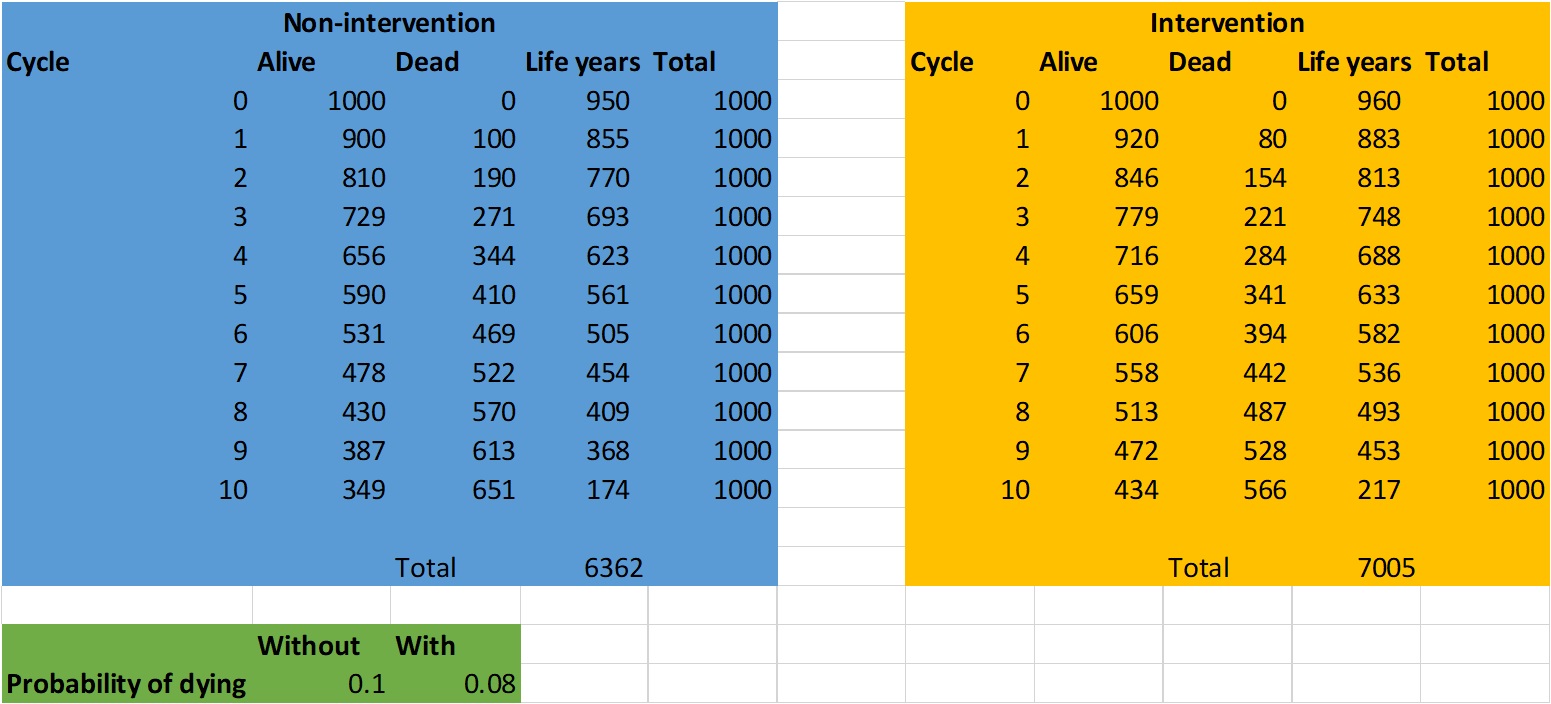 Non-intervention Intervention
Cycle Alive Dead Life years Total Cycle Alive Dead Life years Total
0 1000 0 950 1000 0 1000 0 960 1000
1 900 100 855 1000 1 920 80 883 1000
2 810 190 770 1000 2 846 154 813 1000
3 729 271 693 1000 3 779 221 748 1000
4 656 344 623 1000 4 716 284 688 1000
5 590 410 561 1000 5 659 341 633 1000
6 531 469 505 1000 6 606 394 582 1000
7 478 522 454 1000 7 558 442 536 1000
8 430 570 409 1000 8 513 487 493 1000
9 387 613 368 1000 9 472 528 453 1000
10 349 651 174 1000 10 434 566 217 1000
Total 6362 Total 7005
Without With
Probability of dying 0.1 0.08